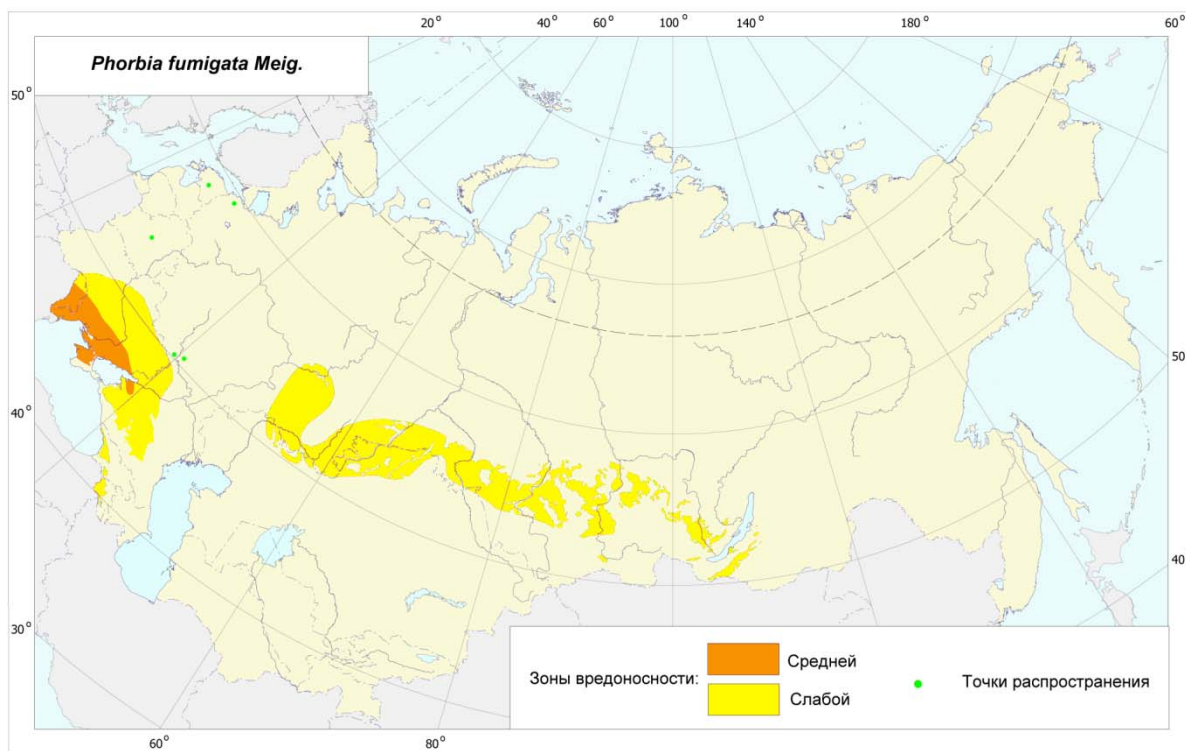 20° 40° 60° 100° 140° 180° 60°
Phorbia fumigata Meig.
50°
50°
40°
40°
30°
Зоны вредоносности:
Средней
Слабой
Точки распространения
60° 80°